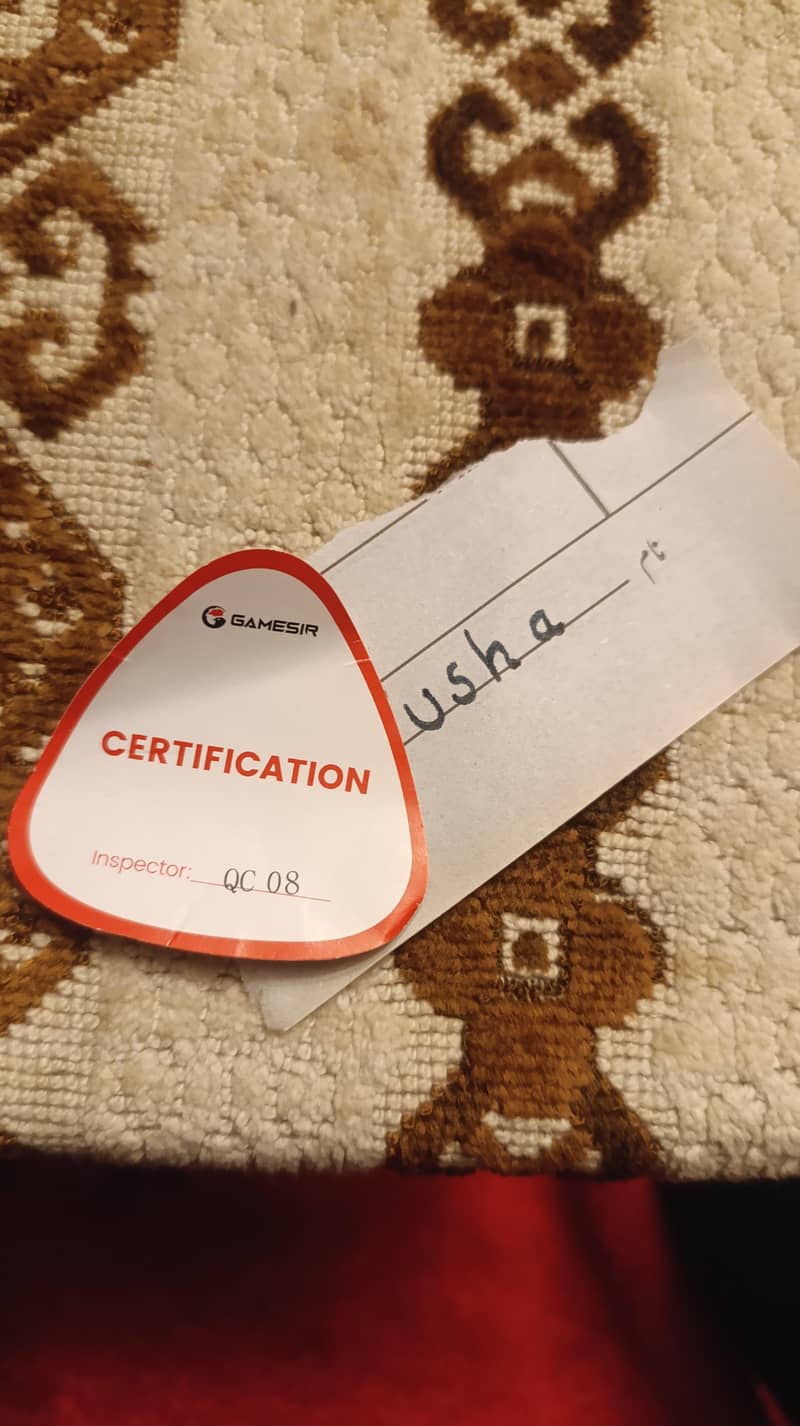 GAMESIR
CERTIFICATION
Inspector: QC 08
usha